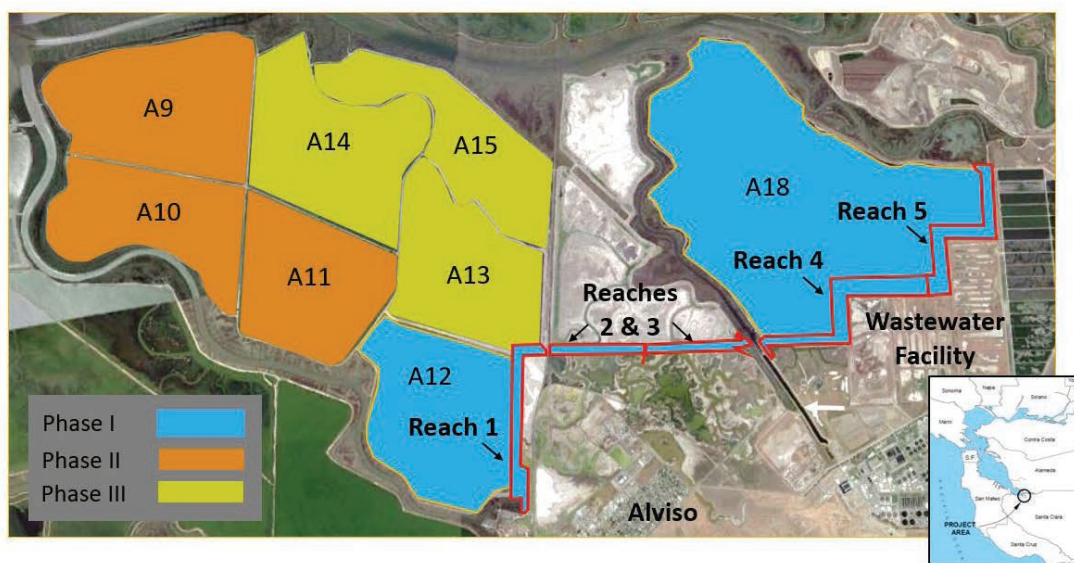 A9
A14
A15
A10
A18
A11
A13
Reach 5
Reach 4
Reaches
2 & 3
Wastewater
Facility
A12
Reach 1
Alviso
Phase I
Phase II
Phase III
Sonoma
Napa
Solano
Marin
Contra Costa
S.F.
Alameda
San Mateo
Santa Clara
PROJECT
AREA
Santa Cruz